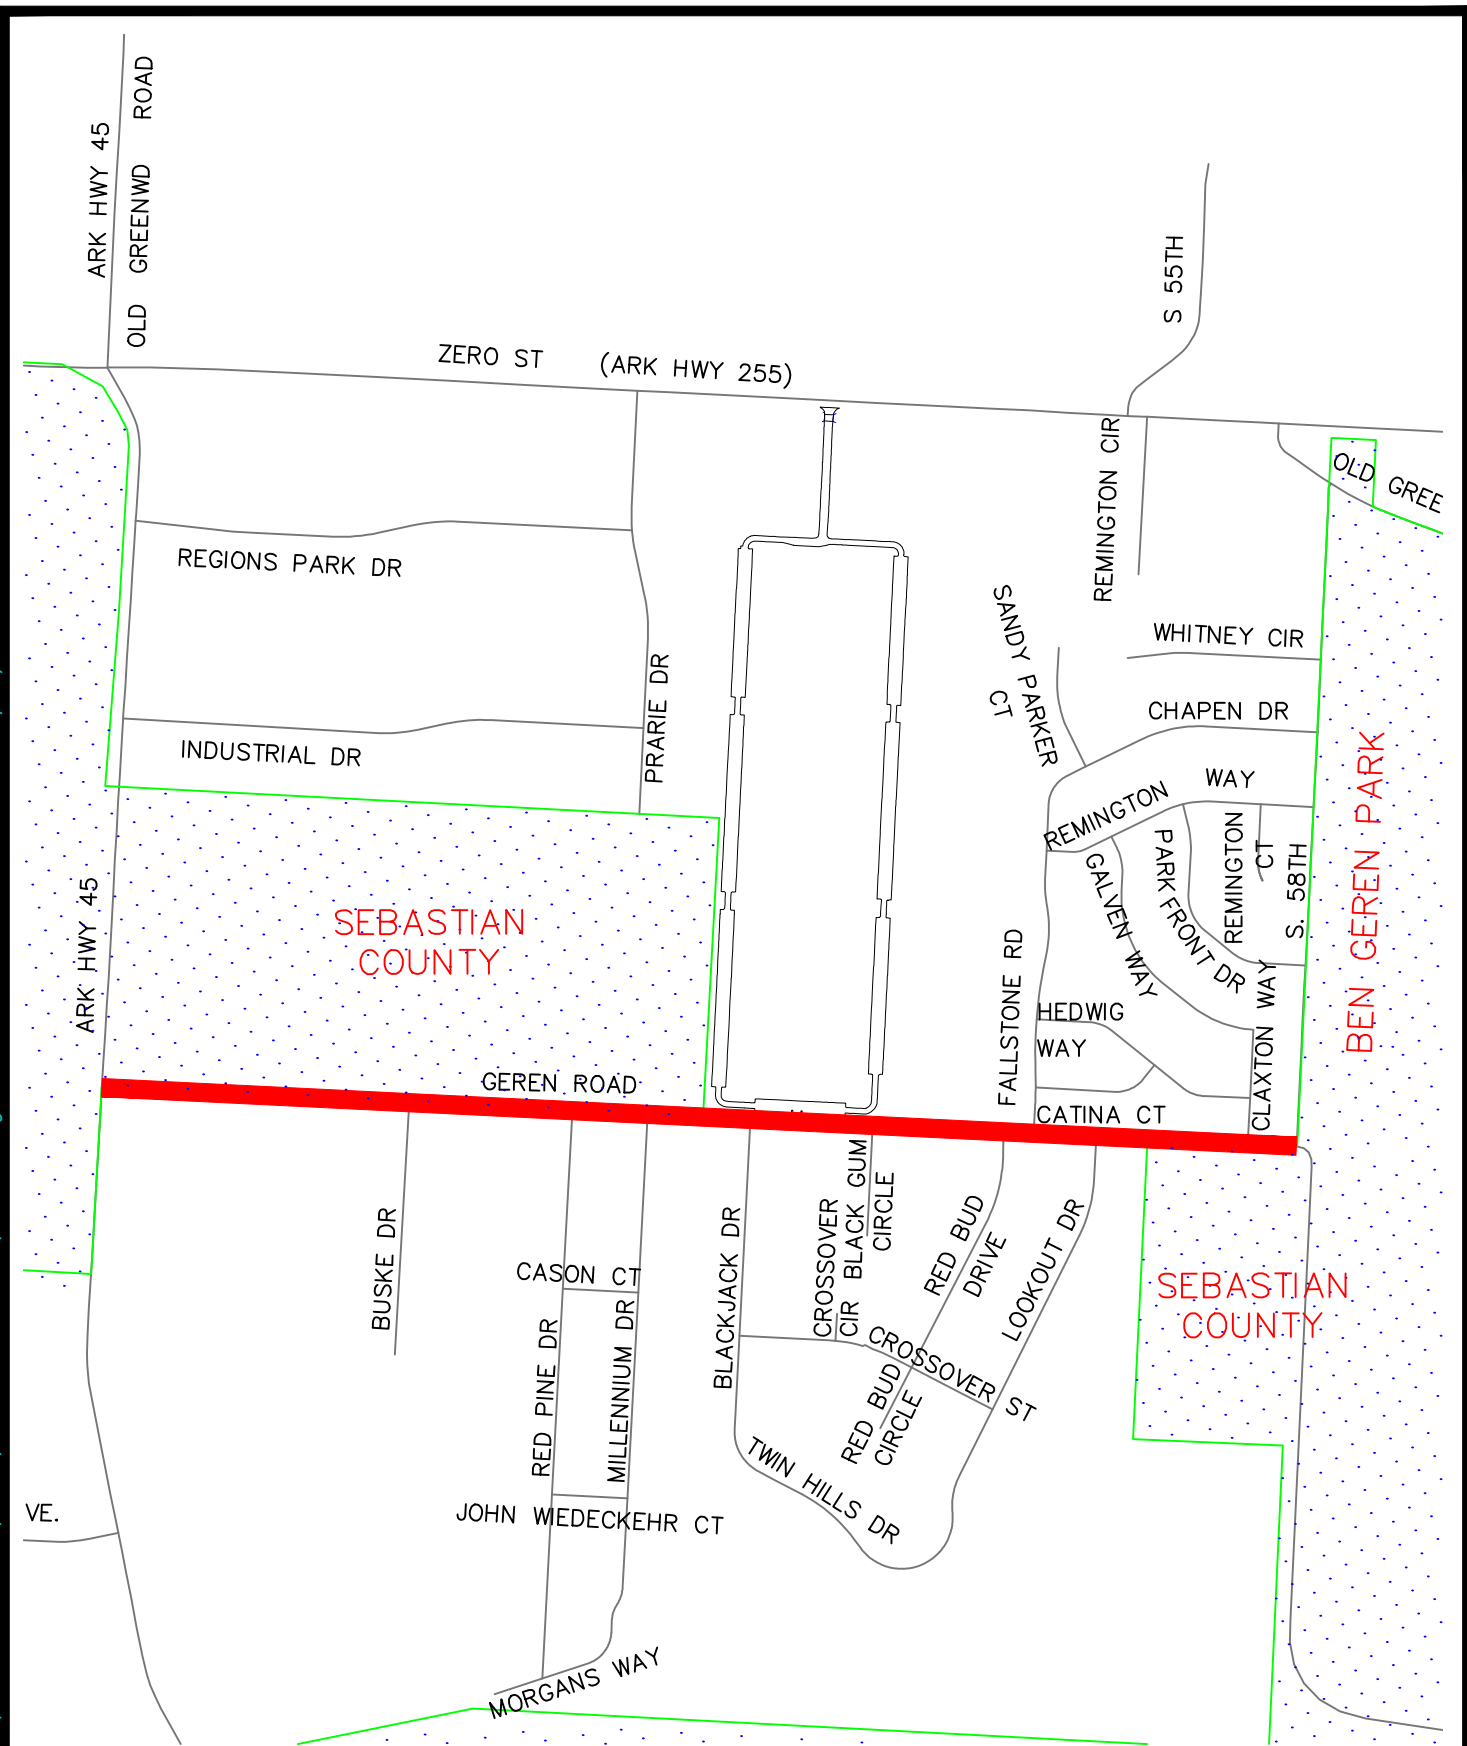 ARK HWY 45
OLD GREENWD ROAD
S 55TH
ZERO ST (ARK HWY 255)
REMINGTON CIR
OLD GREE
REGIONS PARK DR
SANDY PARKER
CT
WHITNEY CIR
CHAPEN DR
PRARIE DR
INDUSTRIAL DR
REMINGTON WAY
BEN GEREN PARK
GALVEN WAY
PARK FRONT DR
REMINGTON
CT
S. 58TH
ARK HWY 45
SEBASTIAN
COUNTY
FALLSTONE RD
HEDWIG
WAY
CLAXTON WAY
GEREN ROAD
CATINA CT
BUSKE DR
CASON CT
RED PINE DR
MILLENNIUM DR
BLACKJACK DR
CROSSOVER
CIR
BLACK GUM
CIRCLE
RED BUD
DRIVE
LOOKOUT DR
SEBASTIAN
COUNTY
CROSSOVER ST
RED BUD
CIRCLE
TWIN HILLS DR
VE.
JOHN WIEDECKEHR CT
MORGANS WAY